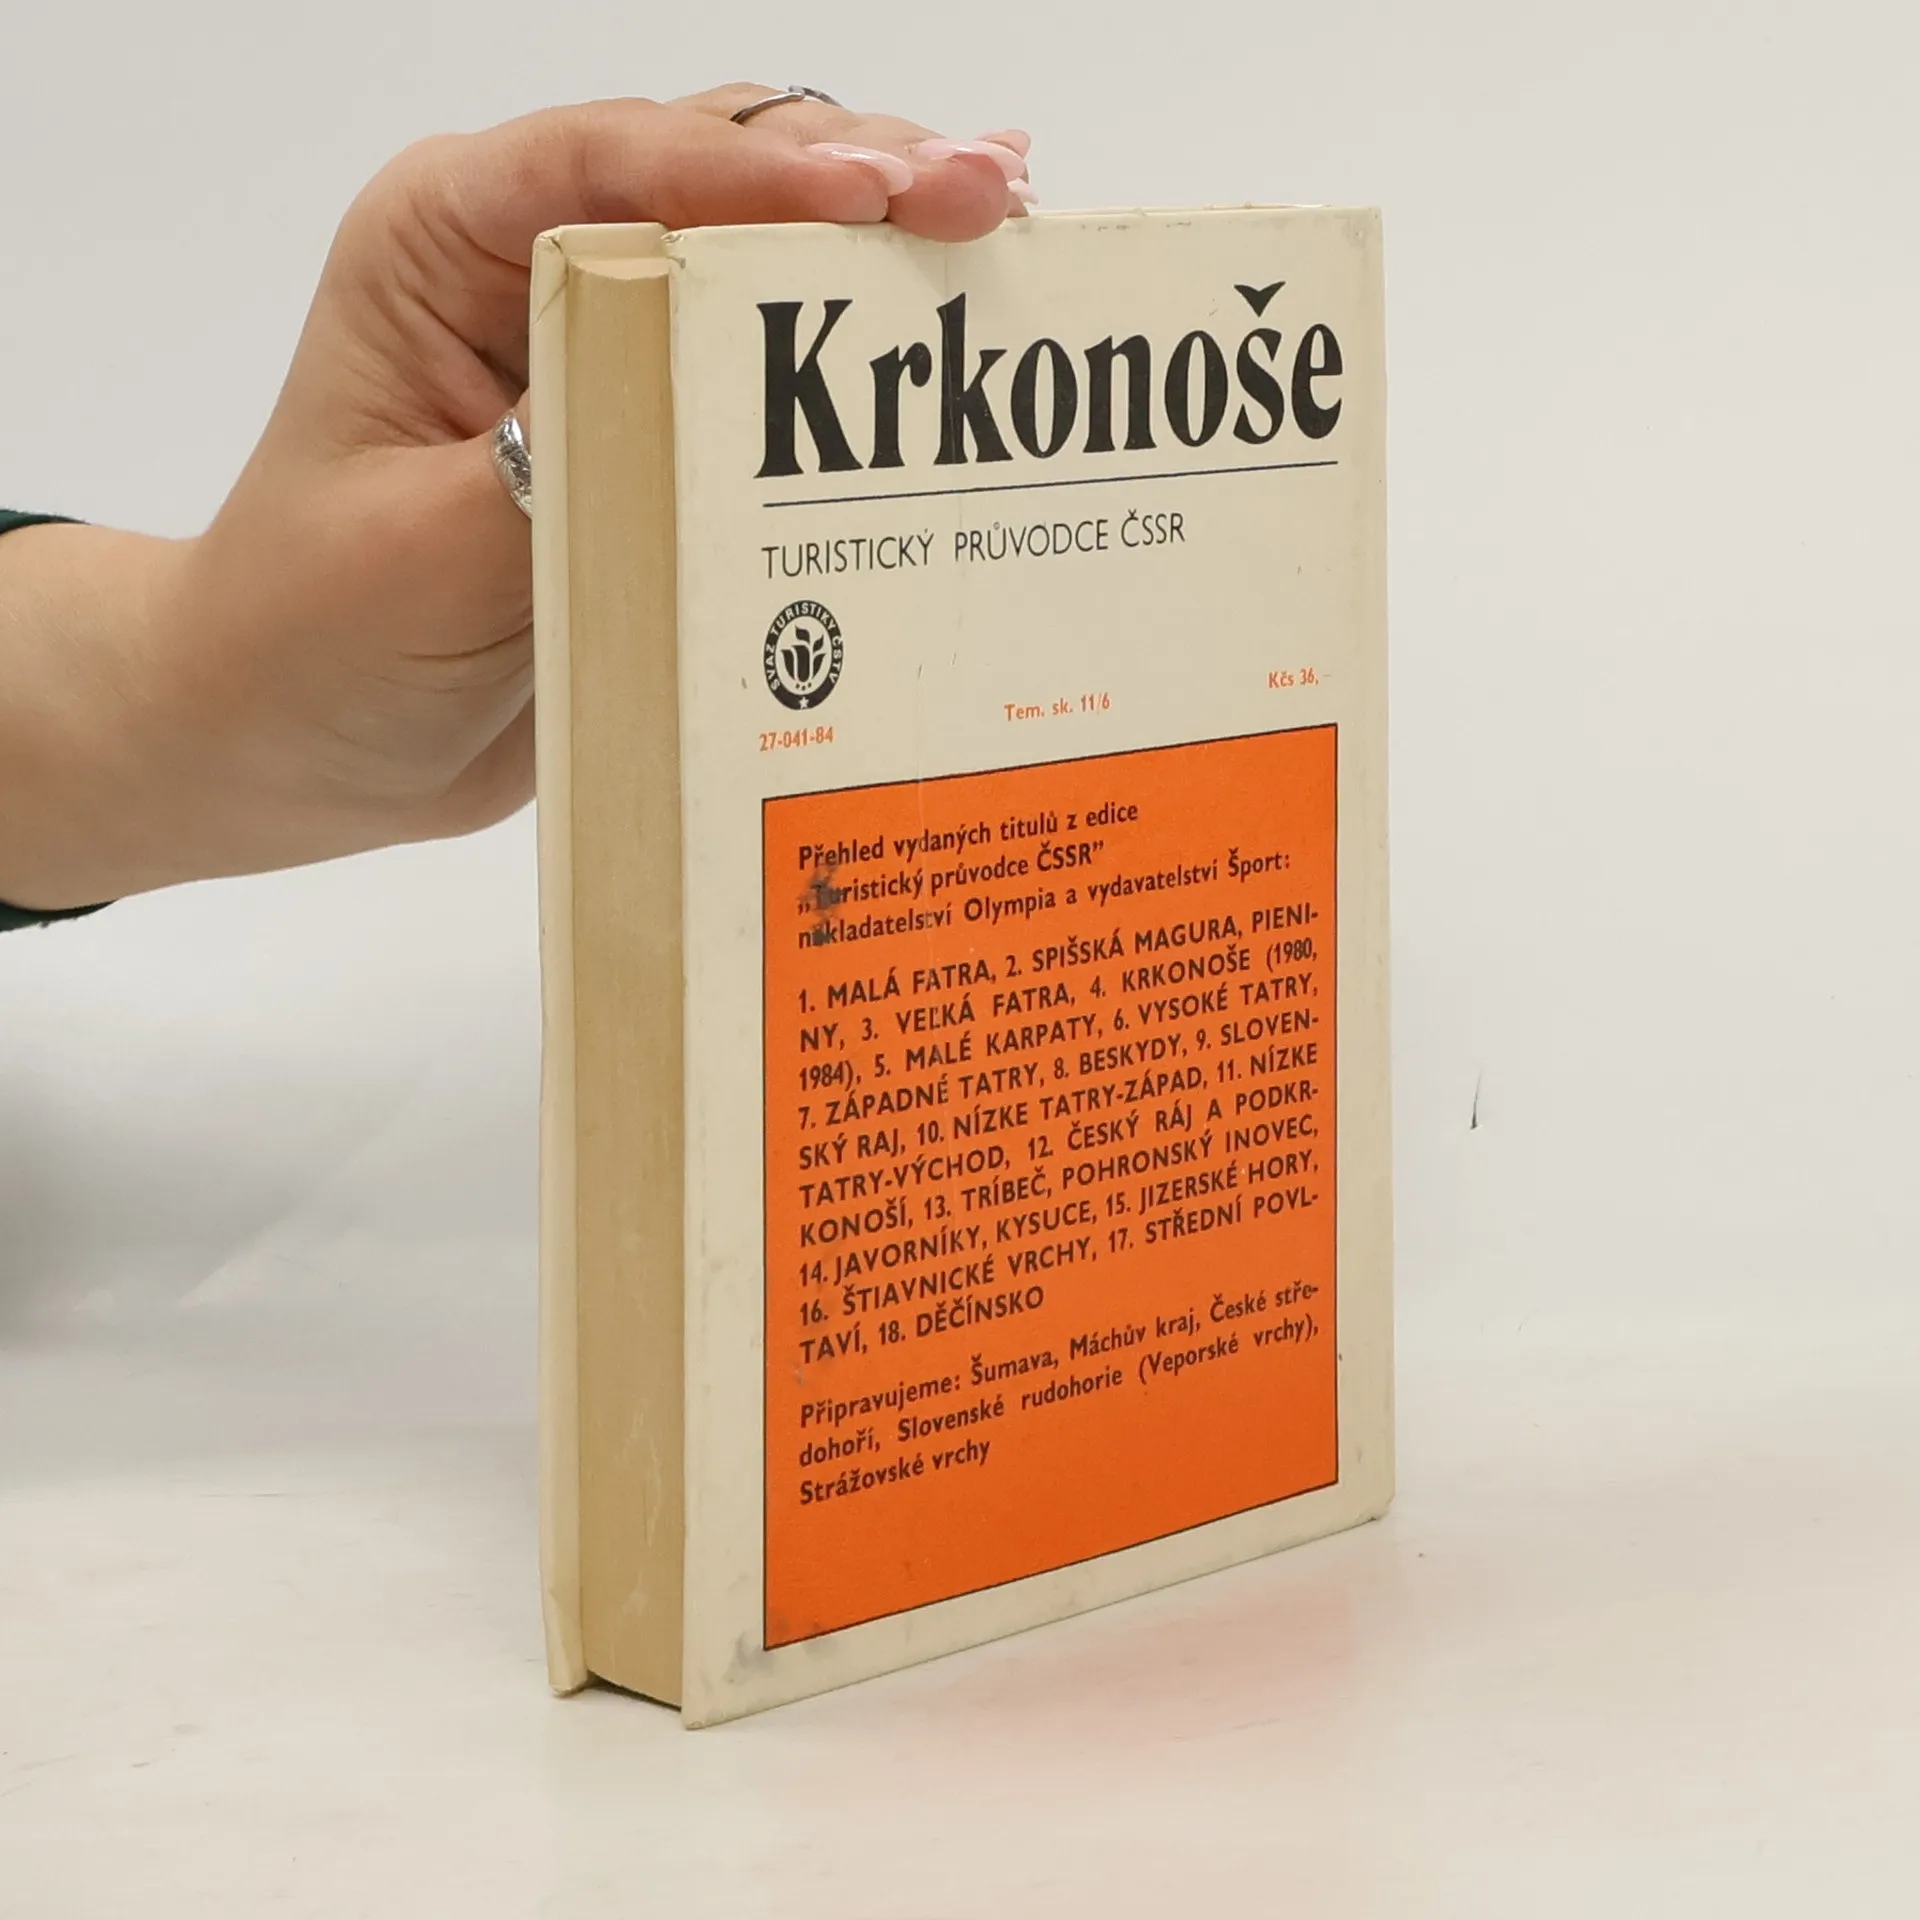 Krkonoše
TURISTICKÝ PRŮVODCE ČSSR
SVAZ TURISTIKY ČSTV
27-041-84
Tem. sk. 11/6
Kčs 36,–
Přehled vydaných titulů z edice
„Turistický průvodce ČSSR”
nakladatelství Olympia a vydavatelství Šport:
1. MALÁ FATRA, 2. SPIŠSKÁ MAGURA, PIENI-
NY, 3. VEĽKÁ FATRA, 4. KRKONOŠE (1980,
1984), 5. MALÉ KARPATY, 6. VYSOKÉ TATRY,
7. ZÁPADNÉ TATRY, 8. BESKYDY, 9. SLOVEN-
SKÝ RAJ, 10. NÍZKE TATRY-ZÁPAD, 11. NÍZKE
TATRY-VÝCHOD, 12. ČESKÝ RÁJ A PODKR-
KONOŠÍ, 13. TRÍBEČ, POHRONSKÝ INOVEC,
14. JAVORNÍKY, KYSUCE, 15. JIZERSKÉ HORY,
16. ŠTIAVNICKÉ VRCHY, 17. STŘEDNÍ POVL-
TAVÍ, 18. DĚČÍNSKO
Připravujeme: Šumava, Máchův kraj, České stře-
dohoří, Slovenské rudohorie (Veporské vrchy),
Strážovské vrchy